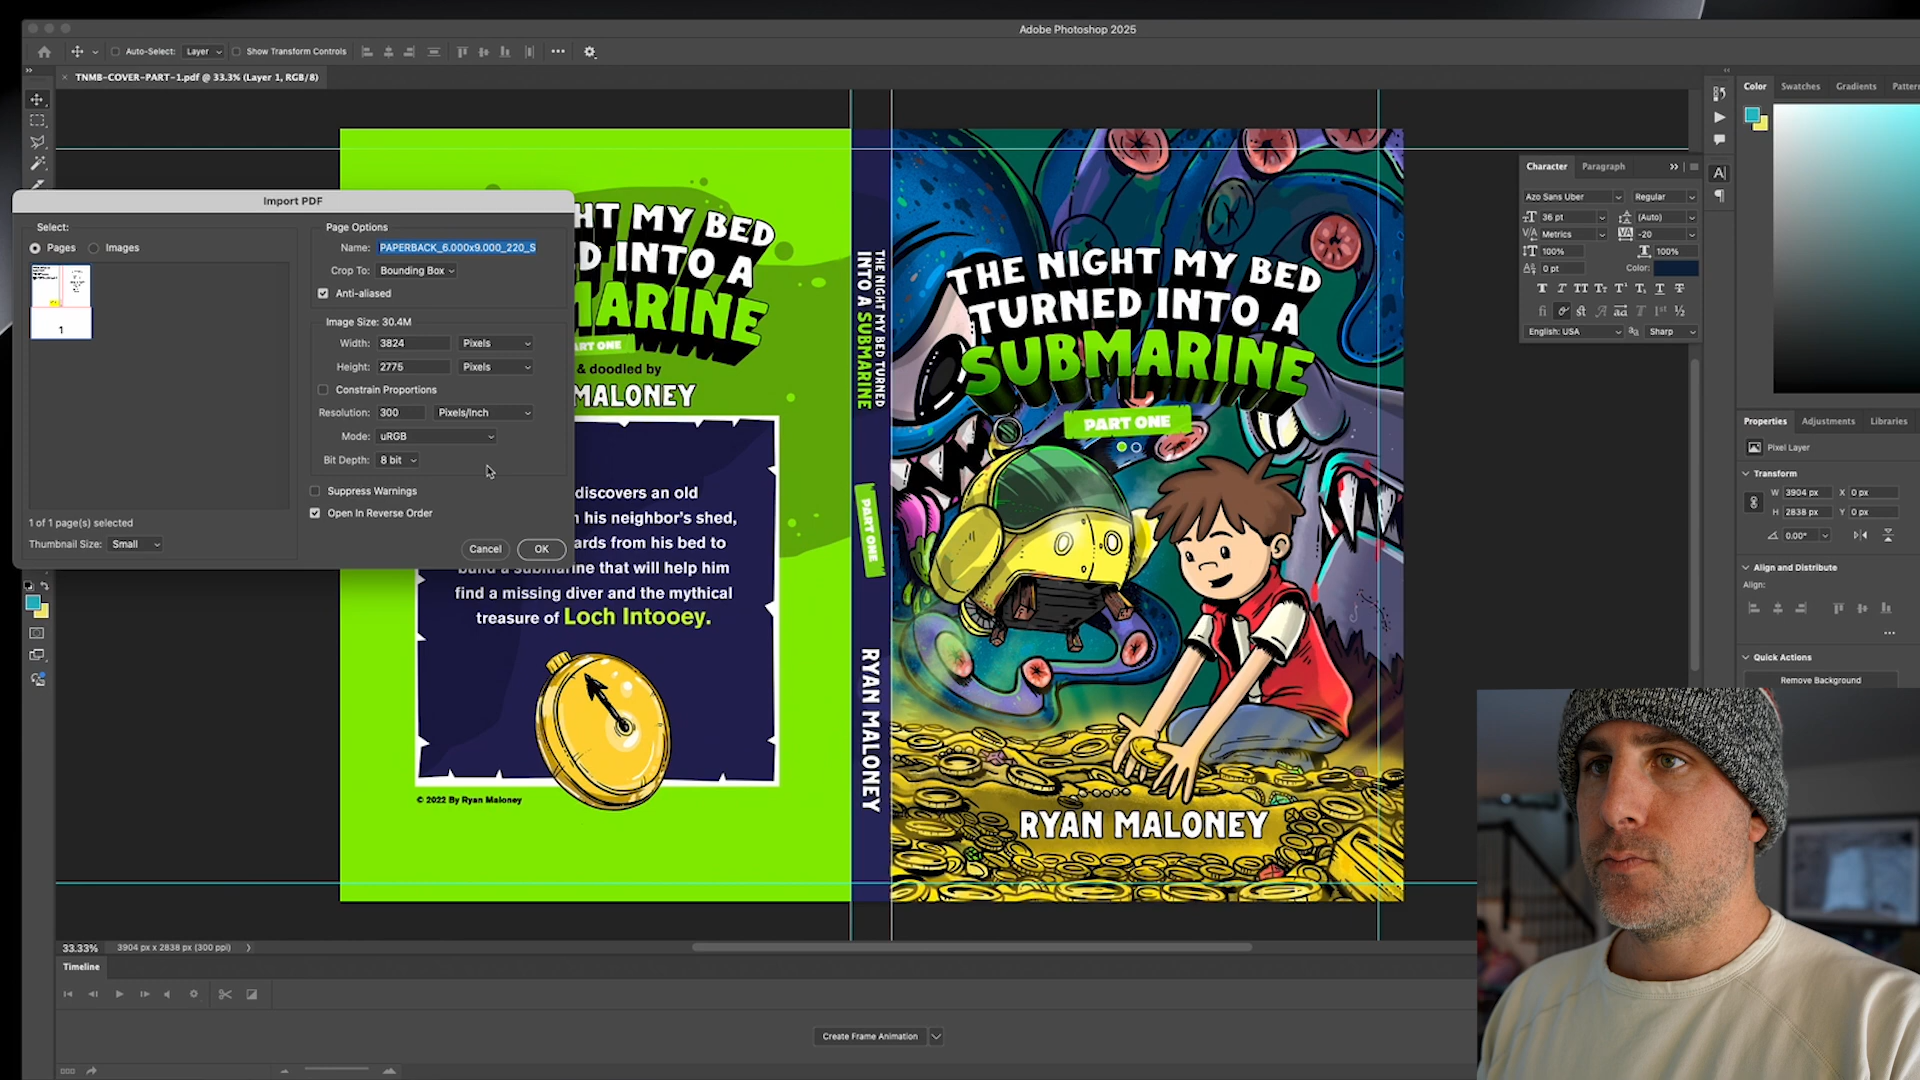 Adobe Photoshop 2025
Auto-Select:
Layer
Show Transform Controls
TNMB-COVER-PART-1.pdf @ 33.3% (Layer 1, RGB/8)
Import PDF
Select:
Pages
Images
1
1 of 1 page(s) selected
Thumbnail Size:
Small
Page Options
Name:
PAPERBACK_6.000x9.000_220_S
Crop To:
Bounding Box
Anti-aliased
Image Size: 30.4M
Width:
3824
Pixels
Height:
2775
Pixels
Constrain Proportions
Resolution:
300
Pixels/Inch
Mode:
uRGB
Bit Depth:
8 bit
Suppress Warnings
Open In Reverse Order
Cancel
OK
HT MY BED
D INTO A
MARINE
ART ONE
& doodled by
MALONEY
discovers an old
his neighbor's shed,
ards from his bed to
build a submarine that will help him
find a missing diver and the mythical
treasure of Loch Intooey.
© 2022 By Ryan Maloney
THE NIGHT MY BED TURNED
INTO A SUBMARINE
PART ONE
RYAN MALONEY
THE NIGHT MY BED
TURNED INTO A
SUBMARINE
PART ONE
RYAN MALONEY
Character
Paragraph
Azo Sans Uber
Regular
36 pt
(Auto)
Metrics
-20
100%
100%
0 pt
Color:
English: USA
Sharp
Color
Swatches
Gradients
Pattern
Properties
Adjustments
Libraries
Pixel Layer
Transform
W
3904 px
X
0 px
H
2838 px
Y
0 px
0.00°
Align and Distribute
Align:
Quick Actions
Remove Background
33.33%
3904 px x 2838 px (300 ppi)
Timeline
Create Frame Animation